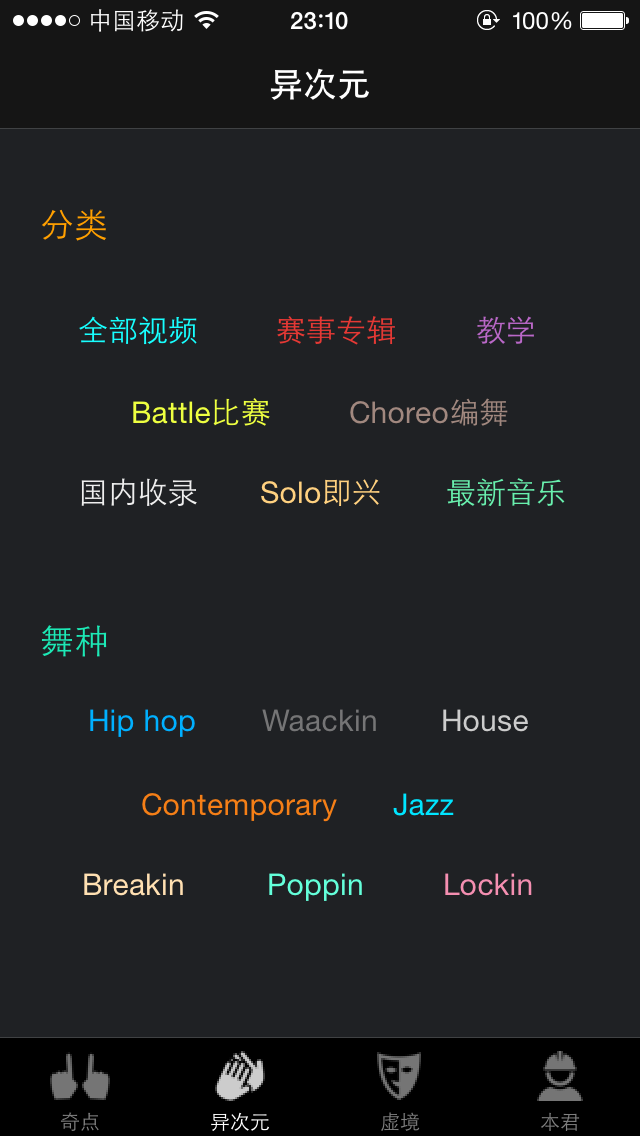 中国移动 23:10 100%
异次元
分类
全部视频 赛事专辑 教学
Battle比赛 Choreo编舞
国内收录 Solo即兴 最新音乐
舞种
Hip hop Waackin House
Contemporary Jazz
Breakin Poppin Lockin
奇点 异次元 虚境 本君